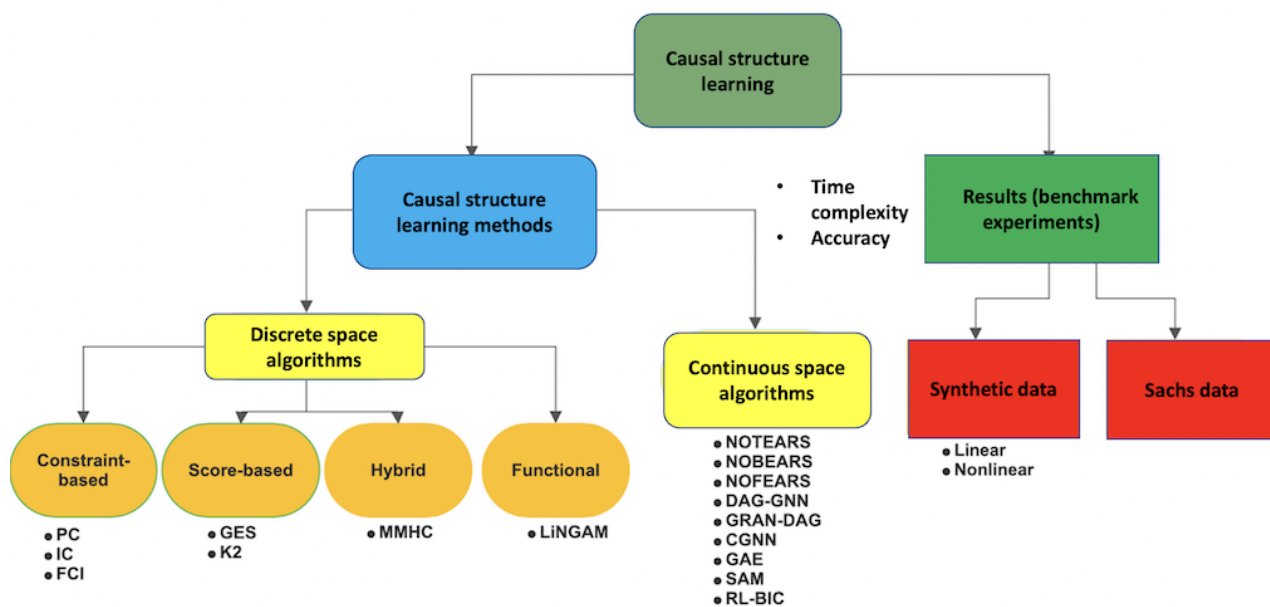 Causal structure
learning
Causal structure
learning methods
• Time
complexity
• Accuracy
Results (benchmark
experiments)
Discrete space
algorithms
Continuous space
algorithms
Synthetic data
Sachs data
Constraint-
based
Score-based
Hybrid
Functional
• PC
• IC
• FCI
• GES
• K2
• MMHC
• LiNGAM
• NOTEARS
• NOBEARS
• NOFEARS
• DAG-GNN
• GRAN-DAG
• CGNN
• GAE
• SAM
• RL-BIC
• Linear
• Nonlinear